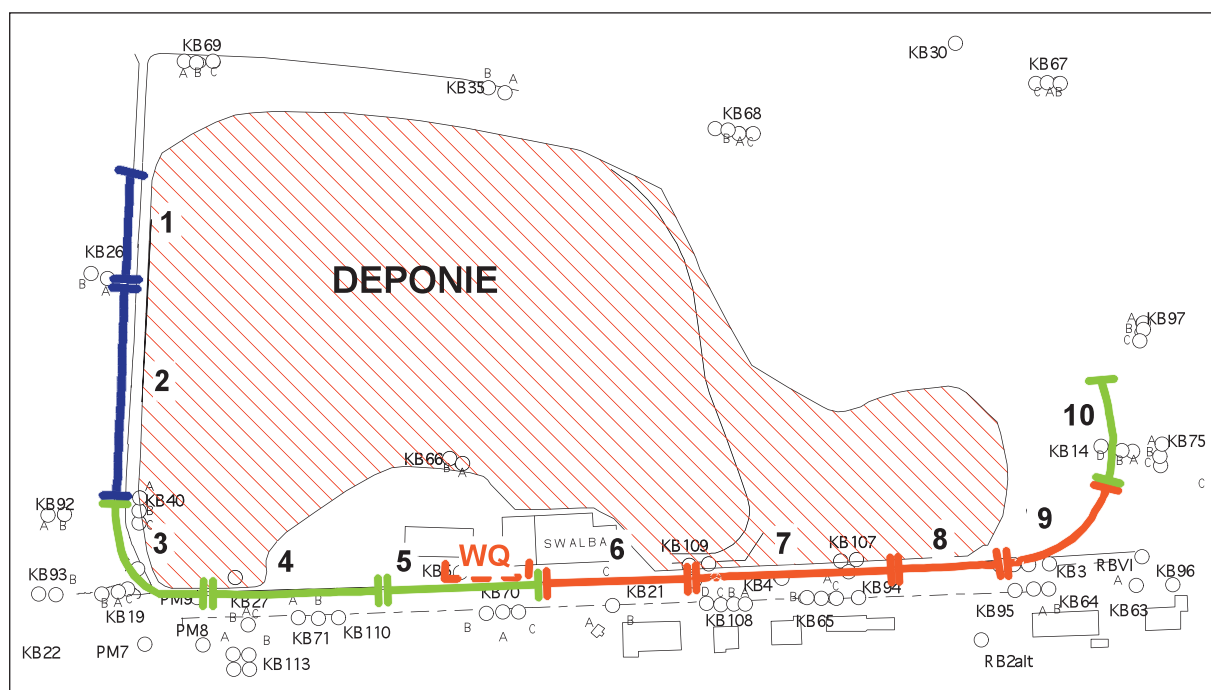 KB69
A B C
KB35
B
A
KB30
KB67
C A B
KB68
B A C
1
KB26
B
A
DEPONIE
2
KB97
A
B
C
10
KB14
D
B
A
KB75
A
B
C
KB66
A
KB92
A B
KB40
A
B
C
3
4
5
WQ
SWALBA
6
C
KB109
7
KB107
8
9
KB93
B
B A C
KB19
PM9
KB27
A C
B
A
B
KB70
A
C
KB21
B
A
KB4
D C B A
KB108
A C
B
KB65
KB94
KB3
RBVI
A
KB96
KB95
A B
KB64
KB63
KB22
PM7
PM8
A
B
KB71
KB110
KB113
RB2alt